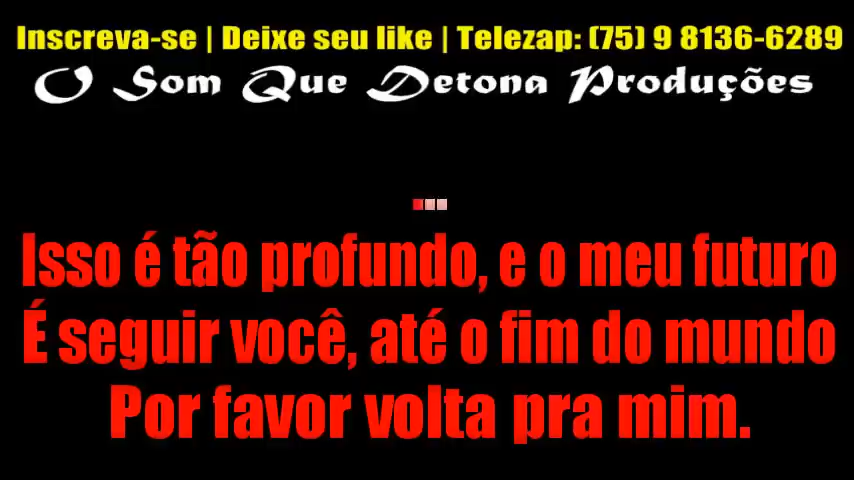 Inscreva-se | Deixe seu like | Telezap: (75) 9 8136-6289
O Som Que Detona Produções
Isso é tão profundo, e o meu futuro
É seguir você, até o fim do mundo
Por favor volta pra mim.